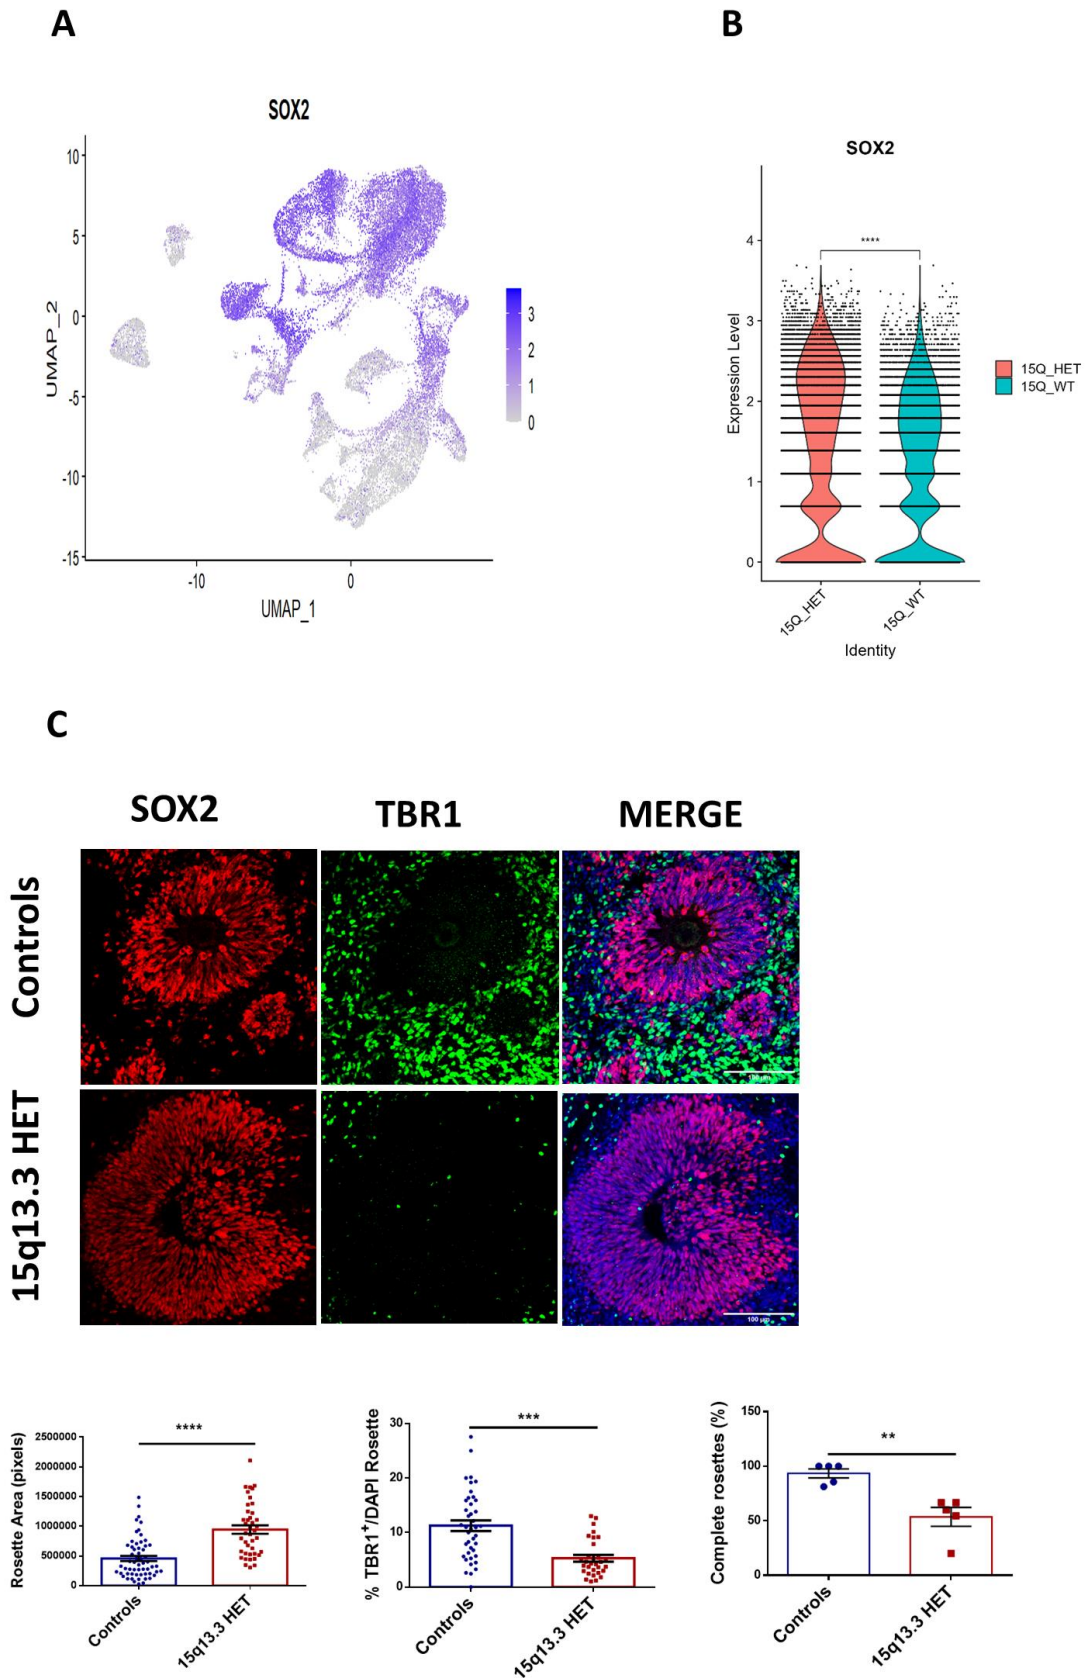 A
B
SOX2
10
5
0
-5
-10
-15
UMAP_2
-10
0
UMAP_1
3
2
1
0
SOX2
****
4
3
2
1
0
Expression Level
15Q_HET
15Q_WT
15Q_HET
15Q_WT
Identity
C
SOX2
TBR1
MERGE
Controls
100 µm
15q13.3 HET
100 µm
Rosette Area (pixels)
2500000
2000000
1500000
1000000
500000
0
****
Controls
15q13.3 HET
% TBR1+/DAPI Rosette
30
20
10
0
***
Controls
15q13.3 HET
Complete rosettes (%)
150
100
50
0
**
Controls
15q13.3 HET